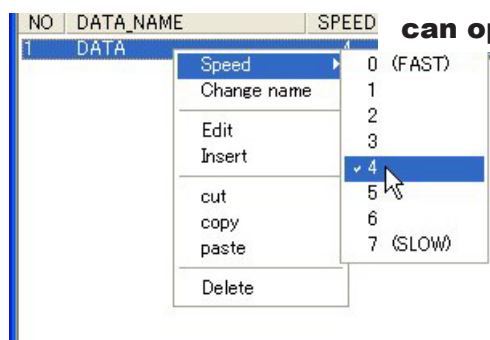 NO DATA_NAME SPEED
can op
1 DATA 4
Speed
Change name
Edit
Insert
cut
copy
paste
Delete
0 (FAST)
1
2
3
✓ 4
5
6
7 (SLOW)